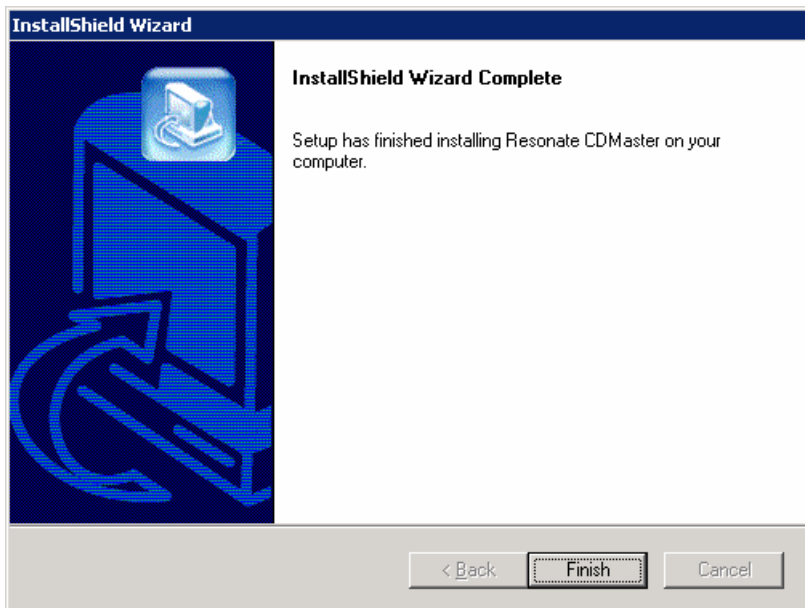 InstallShield Wizard
InstallShield Wizard Complete
Setup has finished installing Resonate CDMaster on your
computer.
< Back
Finish
Cancel